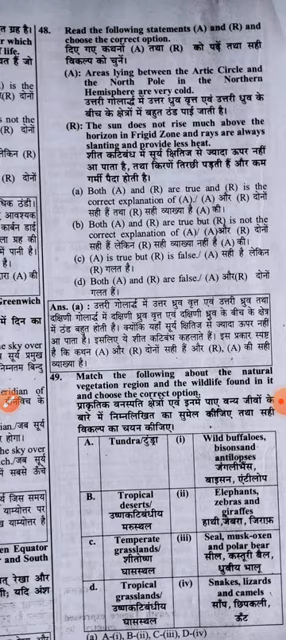 48. Read the following statements (A) and (R) and
choose the correct option.
दिए गए कथनों (A) तथा (R) को पढ़ें तथा सही
विकल्प को चुनें।
(A): Areas lying between the Artic Circle and
the North Pole in the Northern
Hemisphere are very cold.
उत्तरी गोलार्द्ध में उत्तर ध्रुव वृत्त एवं उत्तरी ध्रुव के
बीच के क्षेत्रों में बहुत ठंड पाई जाती है।
(R): The sun does not rise much above the
horizon in Frigid Zone and rays are always
slanting and provide less heat.
शीत कटिबंध में सूर्य क्षितिज से ज्यादा ऊपर नहीं
आ पाता है, तथा किरणें तिरछी पड़ती हैं और कम
गर्मी पैदा होती है।
(a) Both (A) and (R) are true and (R) is the
correct explanation of (A)./ (A) और (R) दोनों
सही हैं तथा (R) सही व्याख्या है (A) की।
(b) Both (A) and (R) are true but (R) is not the
correct explanation of (A)/ (A)और (R) दोनों
सही हैं लेकिन (R) सही व्याख्या नहीं है (A) की।
(c) (A) is true but (R) is false./ (A) सही है लेकिन
(R) गलत है।
(d) Both (A) and (R) are false./ (A) और(R) दोनों
गलत हैं।
Ans. (a) : उत्तरी गोलार्द्ध में उत्तर ध्रुव वृत्त एवं उत्तरी ध्रुव तथा
दक्षिणी गोलार्द्ध में दक्षिणी ध्रुव वृत्त एवं दक्षिणी ध्रुव के बीच के क्षेत्र
में ठंड बहुत होती है। क्योंकि यहाँ सूर्य क्षितिज से ज्यादा ऊपर नहीं
आ पाता है। इसलिए ये शीत कटिबंध कहलाते हैं। इस प्रकार स्पष्ट
है कि कथन (A) और (R) दोनों सही हैं और (R), (A) की सही
व्याख्या है।
49. Match the following about the natural
vegetation region and the wildlife found in it
and choose the correct option.
प्राकृतिक वनस्पति क्षेत्रों एवं इनमें पाए वन्य जीवों के
बारे में निम्नलिखित का सुमेल कीजिए तथा सही
विकल्प का चयन कीजिए।
A. Tundra/टुंड्रा (i) Wild buffaloes,
bisonsand
antilopses
जंगलीभैंस,
बाइसन, एंटीलोप
B. Tropical (ii) Elephants,
deserts/ zebras and
उष्णकटिबंधीय giraffes
मरुस्थल हाथी,जेबरा, जिराफ़
c. Temperate (iii) Seal, musk-oxen
grasslands/ and polar bear
शीतोष्ण सील, कस्तूरी बैल,
घासस्थल ध्रुवीय भालू
d. Tropical (iv) Snakes, lizards
grasslands/ and camels
उष्णकटिबंधीय साँप, छिपकली,
घासस्थल ऊँट
(a) A-(i), B-(ii), C-(iii), D-(iv)